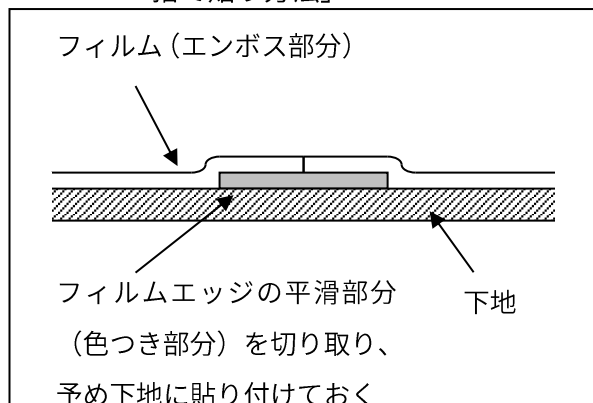 フィルム（エンボス部分）
フィルムエッジの平滑部分
下地
（色つき部分）を切り取り、
予め下地に貼り付けておく